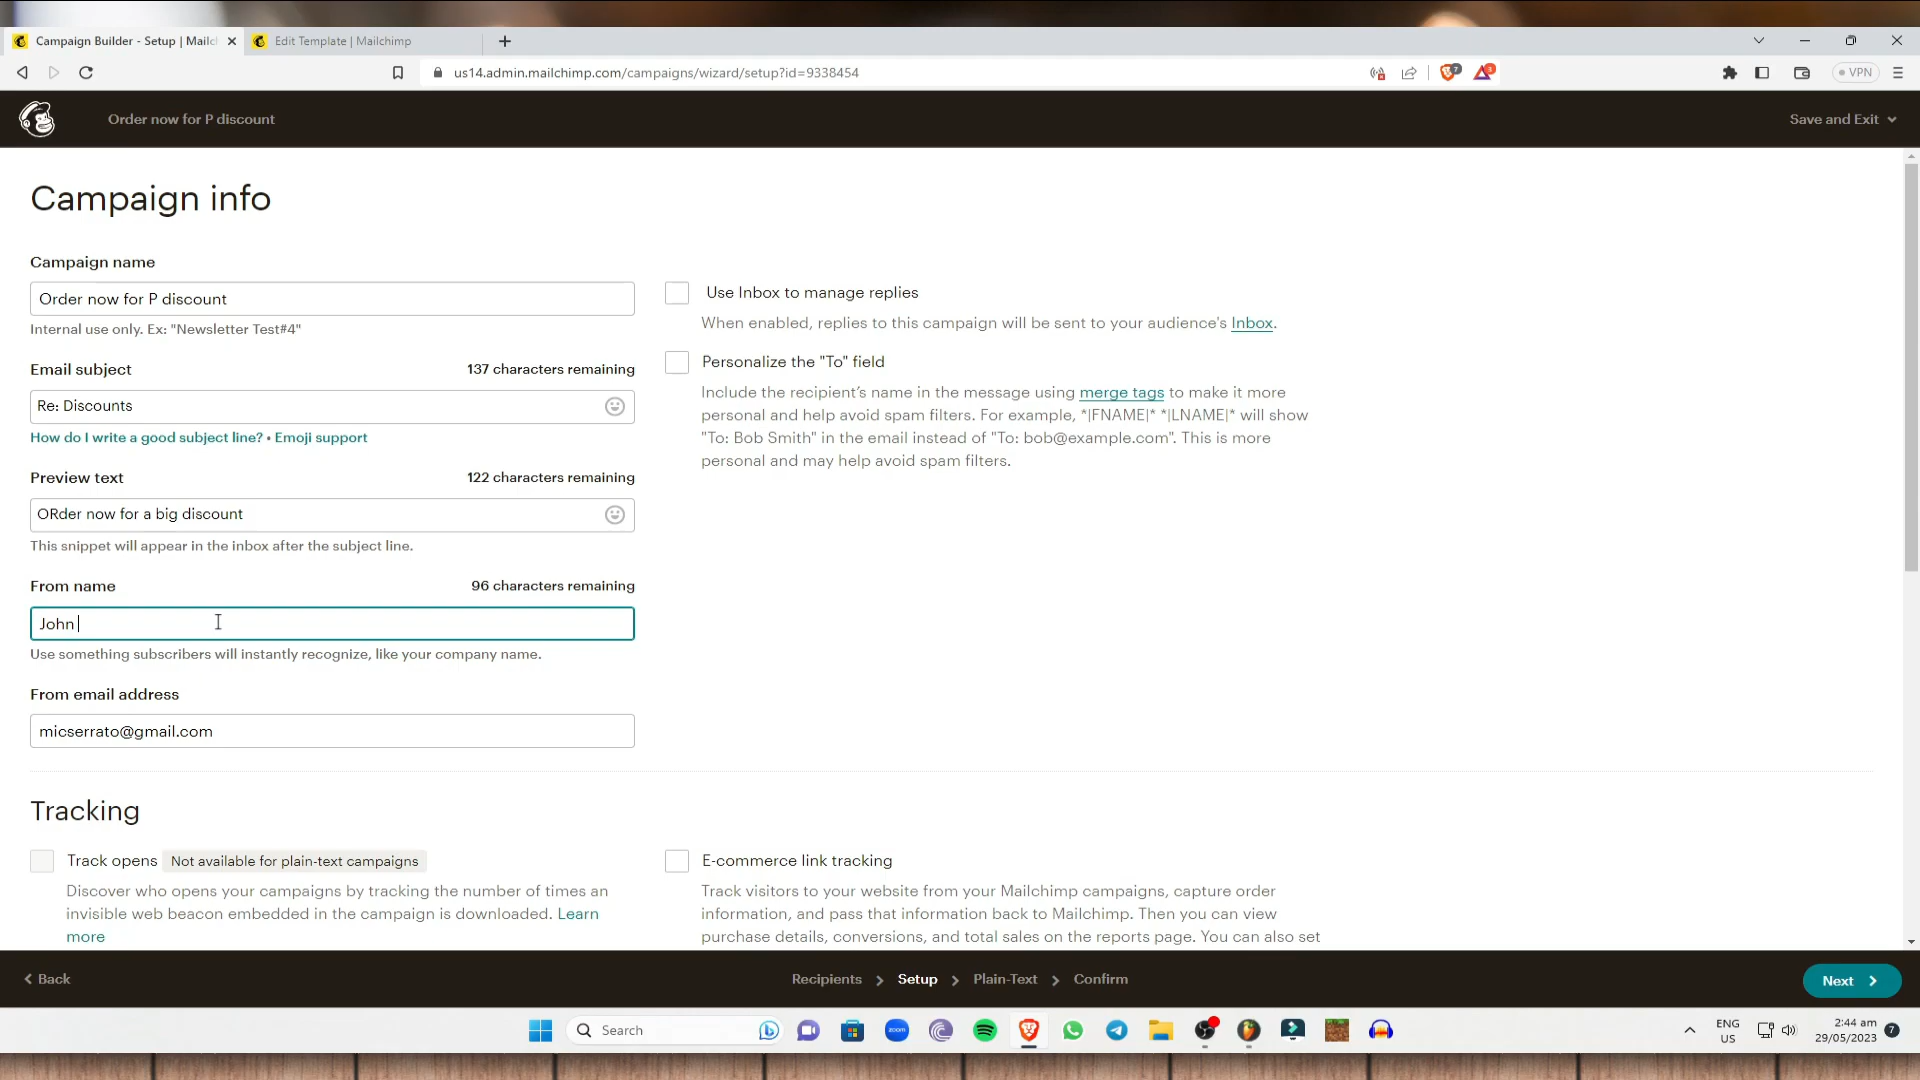 Campaign Builder - Setup | Mailc
Edit Template | Mailchimp
us14.admin.mailchimp.com/campaigns/wizard/setup?id=9338454
7
3
VPN
Order now for P discount
Save and Exit
Campaign info
Campaign name
Order now for P discount
Internal use only. Ex: "Newsletter Test#4"
Email subject
137 characters remaining
Re: Discounts
How do I write a good subject line? • Emoji support
Preview text
122 characters remaining
ORder now for a big discount
This snippet will appear in the inbox after the subject line.
From name
96 characters remaining
John
Use something subscribers will instantly recognize, like your company name.
From email address
micserrato@gmail.com
Use Inbox to manage replies
When enabled, replies to this campaign will be sent to your audience's Inbox.
Personalize the "To" field
Include the recipient's name in the message using merge tags to make it more
personal and help avoid spam filters. For example, *|FNAME|* *|LNAME|* will show
"To: Bob Smith" in the email instead of "To: bob@example.com". This is more
personal and may help avoid spam filters.
Tracking
Track opens
Not available for plain-text campaigns
Discover who opens your campaigns by tracking the number of times an
invisible web beacon embedded in the campaign is downloaded. Learn
more
E-commerce link tracking
Track visitors to your website from your Mailchimp campaigns, capture order
information, and pass that information back to Mailchimp. Then you can view
purchase details, conversions, and total sales on the reports page. You can also set
Back
Recipients
Setup
Plain-Text
Confirm
Next
Search
zoom
ENG
US
2:44 am
29/05/2023
7